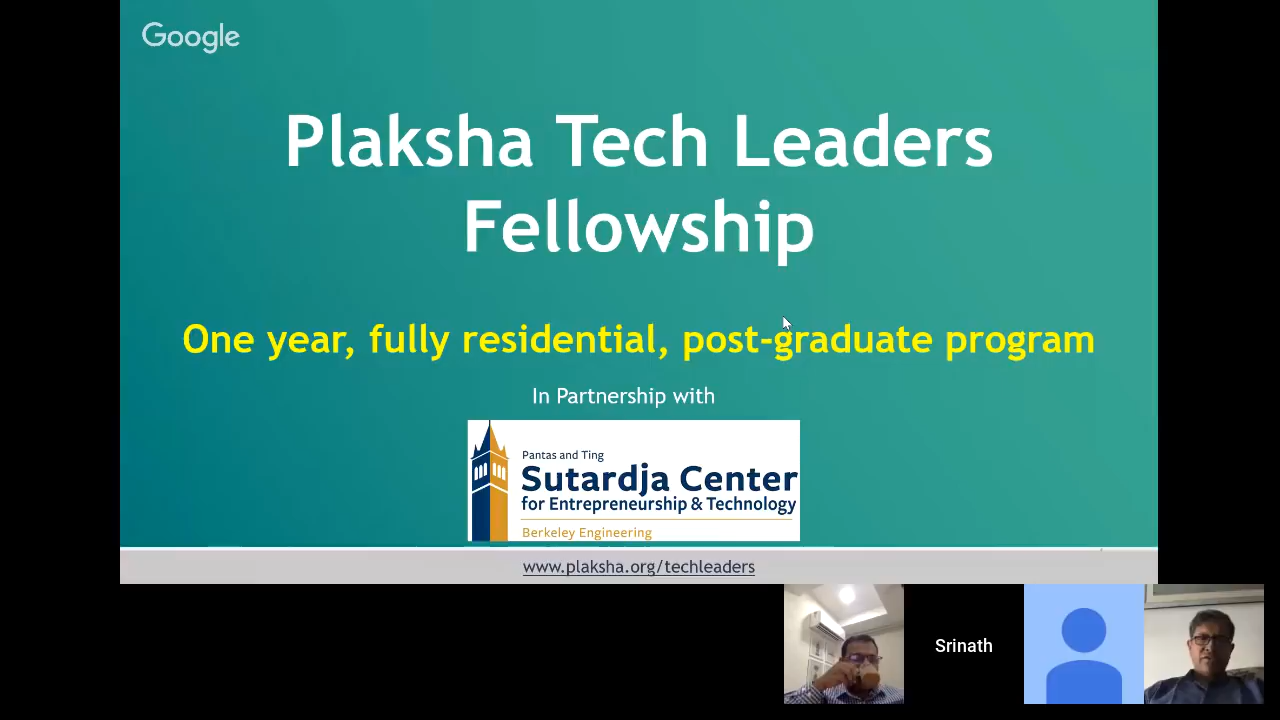 Google
Plaksha Tech Leaders
Fellowship
One year, fully residential, post-graduate program
In Partnership with
Pantas and Ting
Sutardja Center
for Entrepreneurship & Technology
Berkeley Engineering
www.plaksha.org/techleaders
Srinath